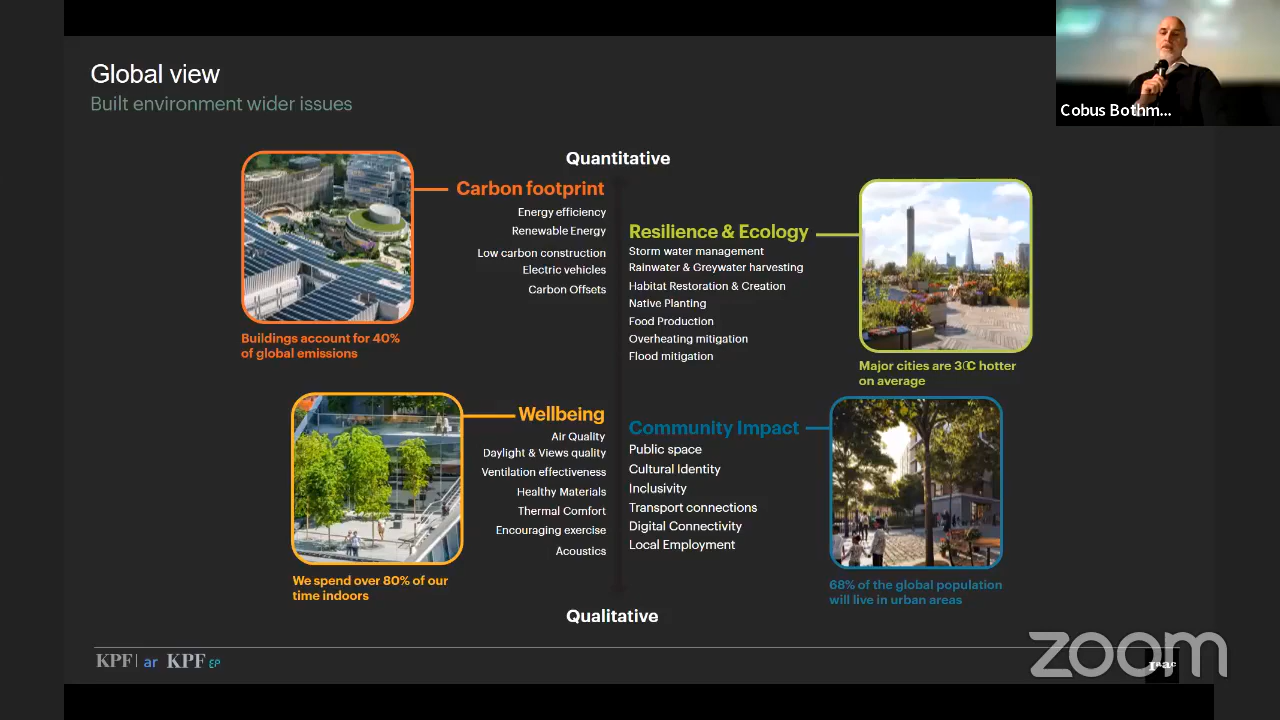 Global view
Built environment wider issues
Cobus Bothm...
Quantitative
Carbon footprint
Energy efficiency
Renewable Energy
Low carbon construction
Electric vehicles
Carbon Offsets
Buildings account for 40%
of global emissions
Resilience & Ecology
Storm water management
Rainwater & Greywater harvesting
Habitat Restoration & Creation
Native Planting
Food Production
Overheating mitigation
Flood mitigation
Major cities are 3▯C hotter
on average
Wellbeing
Air Quality
Daylight & Views quality
Ventilation effectiveness
Healthy Materials
Thermal Comfort
Encouraging exercise
Acoustics
We spend over 80% of our
time indoors
Community Impact
Public space
Cultural Identity
Inclusivity
Transport connections
Digital Connectivity
Local Employment
68% of the global population
will live in urban areas
Qualitative
KPF ar KPF EP
zoom